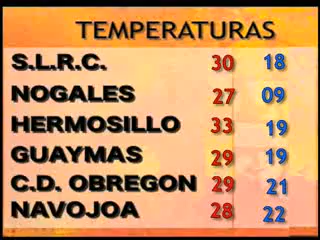 TEMPERATURAS
S.L.R.C. 30 18
NOGALES 27 09
HERMOSILLO 33 19
GUAYMAS 29 19
C.D. OBREGON 29 21
NAVOJOA 28 22